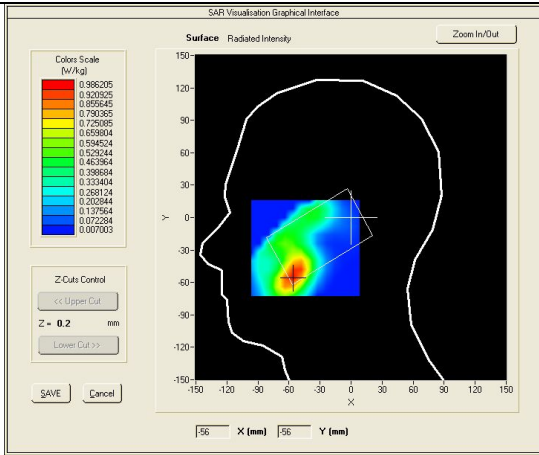 SAR Visualisation Graphical Interface
Surface Radiated Intensity
Zoom In/Out
Colors Scale
(W/kg)
0.986205
0.920925
0.855645
0.790365
0.725085
0.659804
0.594524
0.529244
0.463964
0.398684
0.333404
0.268124
0.202844
0.137564
0.072284
0.007003
Z-Cuts Control
<< Upper Cut
Z = 0.2 mm
Lower Cut >>
SAVE Cancel
150
120
90
60
30
0
-30
-60
-90
-120
-150
Y
-150 -120 -90 -60 -30 0 30 60 90 120 150
X
-56 X (mm) -56 Y (mm)